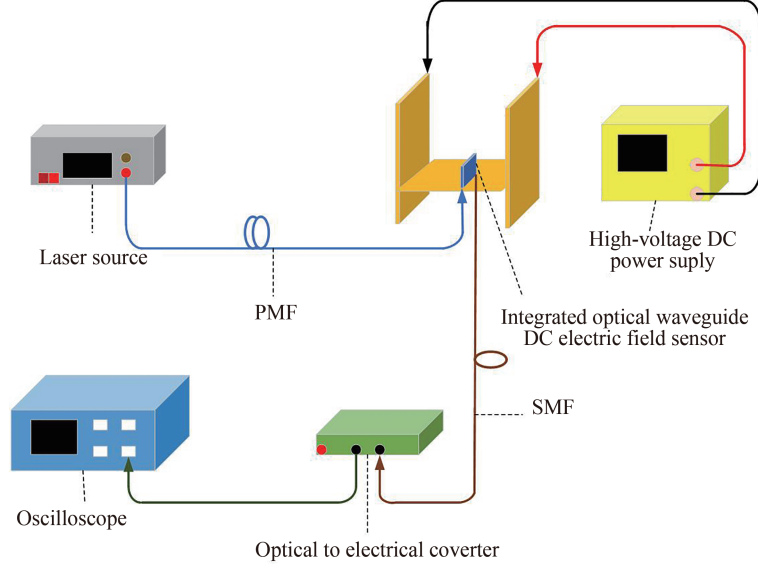 Laser source
High-voltage DC
power suply
PMF
Integrated optical waveguide
DC electric field sensor
SMF
Oscilloscope
Optical to electrical coverter